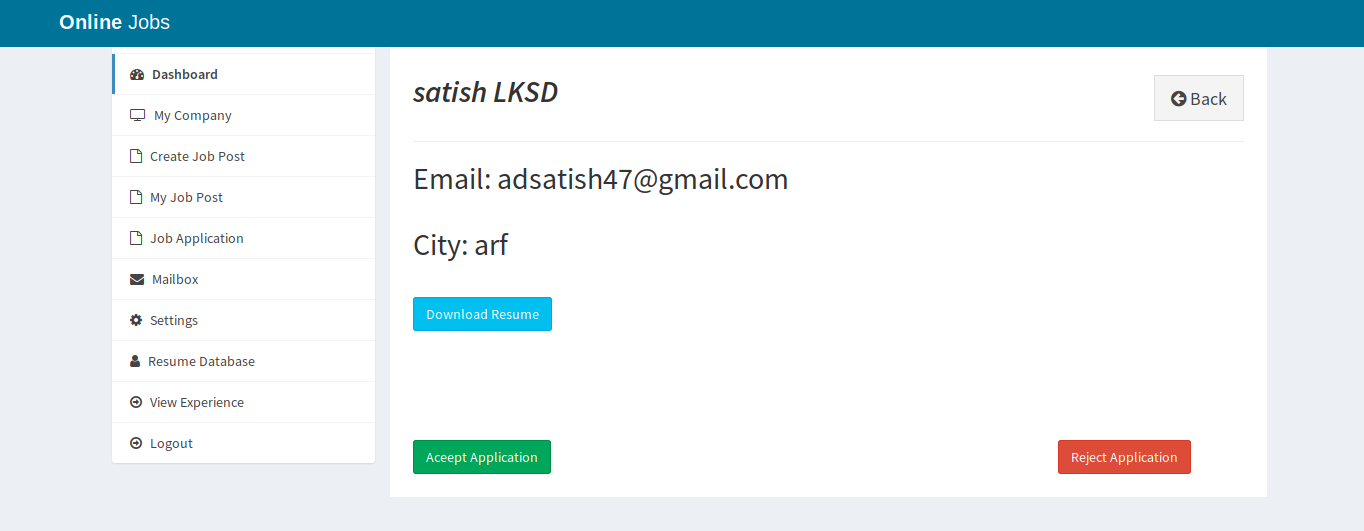 Online Jobs
Dashboard
My Company
Create Job Post
My Job Post
Job Application
Mailbox
Settings
Resume Database
View Experience
Logout
satish LKSD
Back
Email: adsatish47@gmail.com
City: arf
Download Resume
Aceept Application
Reject Application